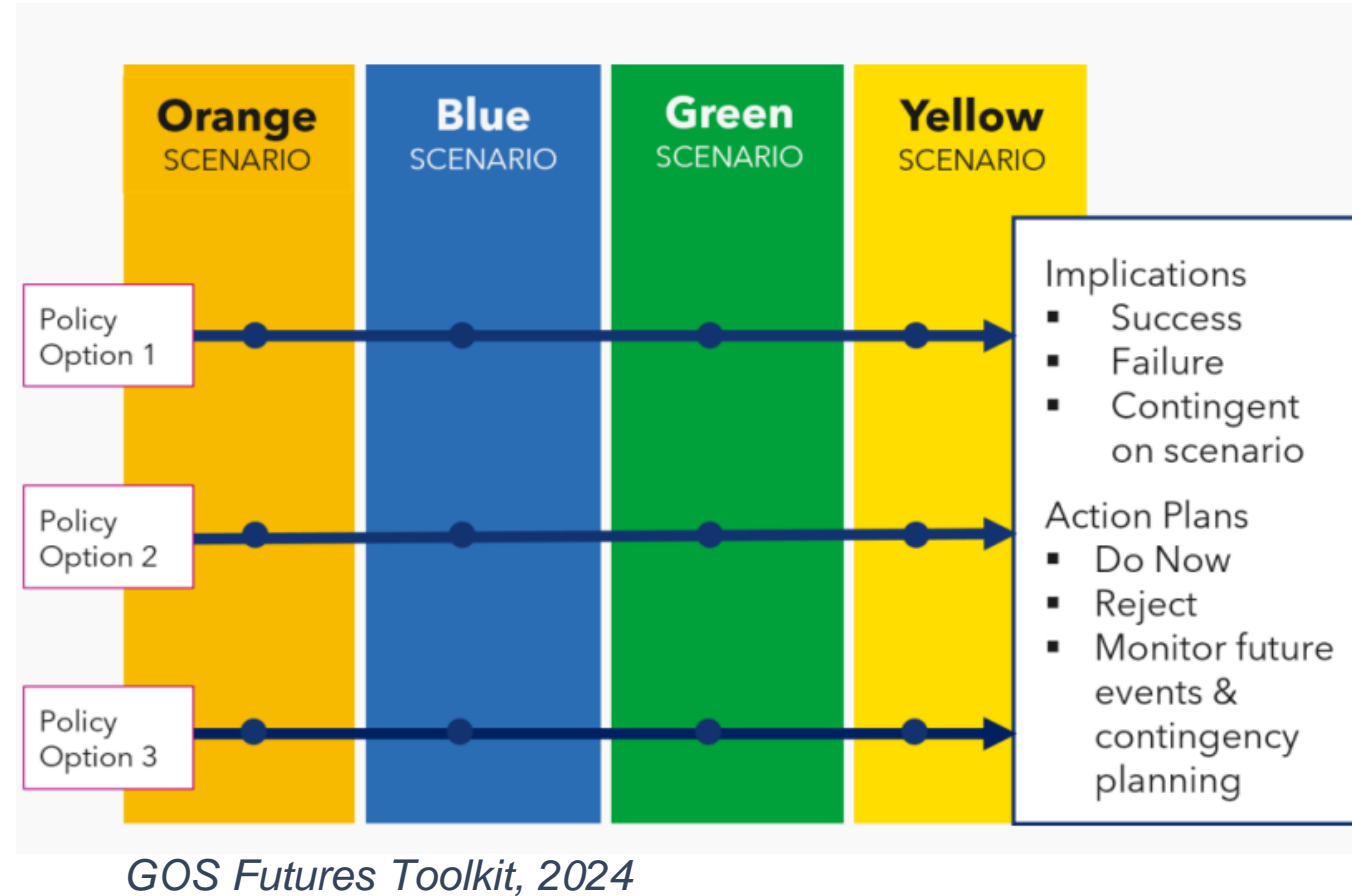 Orange
SCENARIO
Blue
SCENARIO
Green
SCENARIO
Yellow
SCENARIO
Policy
Option 1
Policy
Option 2
Policy
Option 3
Implications
▪ Success
▪ Failure
▪ Contingent
on scenario
Action Plans
▪ Do Now
▪ Reject
▪ Monitor future
events &
contingency
planning
GOS Futures Toolkit, 2024